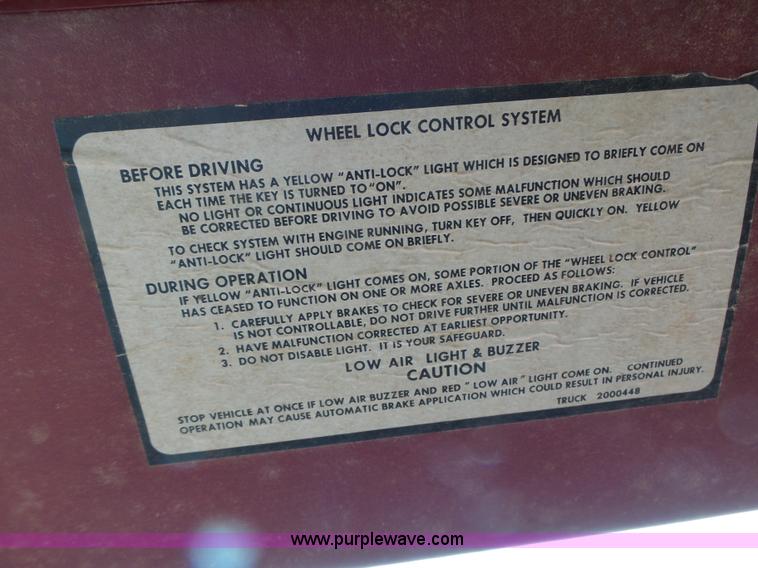 WHEEL LOCK CONTROL SYSTEM
BEFORE DRIVING
THIS SYSTEM HAS A YELLOW "ANTI-LOCK" LIGHT WHICH IS DESIGNED TO BRIEFLY COME ON
EACH TIME THE KEY IS TURNED TO "ON".
NO LIGHT OR CONTINUOUS LIGHT INDICATES SOME MALFUNCTION WHICH SHOULD
BE CORRECTED BEFORE DRIVING TO AVOID POSSIBLE SEVERE OR UNEVEN BRAKING.
TO CHECK SYSTEM WITH ENGINE RUNNING, TURN KEY OFF, THEN QUICKLY ON. YELLOW
"ANTI-LOCK" LIGHT SHOULD COME ON BRIEFLY.
DURING OPERATION
IF YELLOW "ANTI-LOCK" LIGHT COMES ON, SOME PORTION OF THE "WHEEL LOCK CONTROL"
HAS CEASED TO FUNCTION ON ONE OR MORE AXLES. PROCEED AS FOLLOWS:
1. CAREFULLY APPLY BRAKES TO CHECK FOR SEVERE OR UNEVEN BRAKING. IF VEHICLE
IS NOT CONTROLLABLE, DO NOT DRIVE FURTHER UNTIL MALFUNCTION IS CORRECTED.
2. HAVE MALFUNCTION CORRECTED AT EARLIEST OPPORTUNITY.
3. DO NOT DISABLE LIGHT. IT IS YOUR SAFEGUARD.
LOW AIR LIGHT & BUZZER
CAUTION
STOP VEHICLE AT ONCE IF LOW AIR BUZZER AND RED "LOW AIR" LIGHT COME ON. CONTINUED
OPERATION MAY CAUSE AUTOMATIC BRAKE APPLICATION WHICH COULD RESULT IN PERSONAL INJURY.
TRUCK 2000448
www.purplewave.com